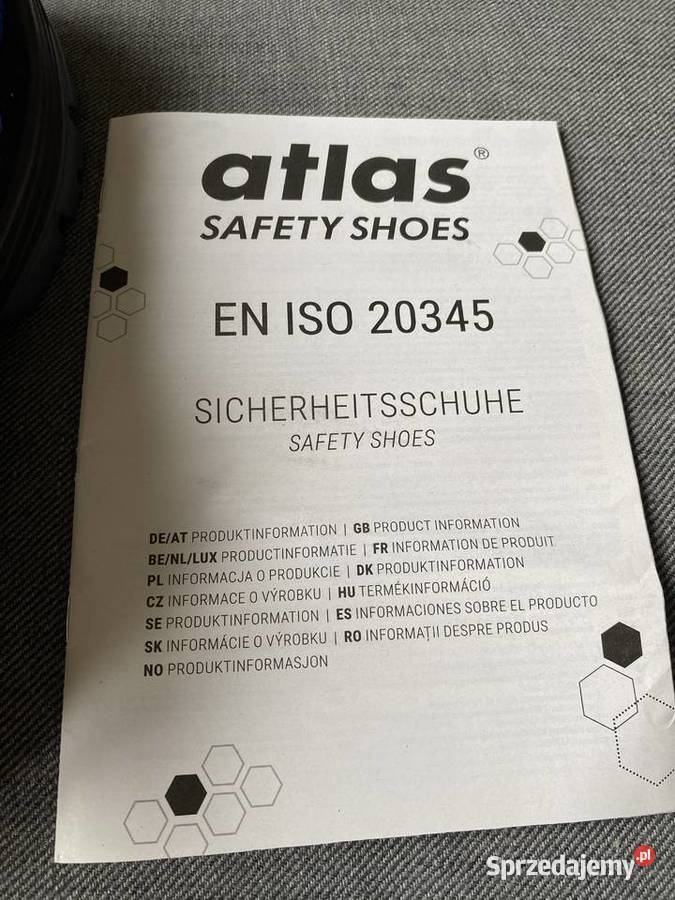 atlas®
SAFETY SHOES
EN ISO 20345
SICHERHEITSSCHUHE
SAFETY SHOES
DE/AT PRODUKTINFORMATION | GB PRODUCT INFORMATION
BE/NL/LUX PRODUCTINFORMATIE | FR INFORMATION DE PRODUIT
PL INFORMACJA O PRODUKCIE | DK PRODUKTINFORMATION
CZ INFORMACE O VÝROBKU | HU TERMÉKINFORMÁCIÓ
SE PRODUKTINFORMATION | ES INFORMACIONES SOBRE EL PRODUCTO
SK INFORMÁCIE O VÝROBKU | RO INFORMAȚII DESPRE PRODUS
NO PRODUKTINFORMASJON
Sprzedajemy.pl